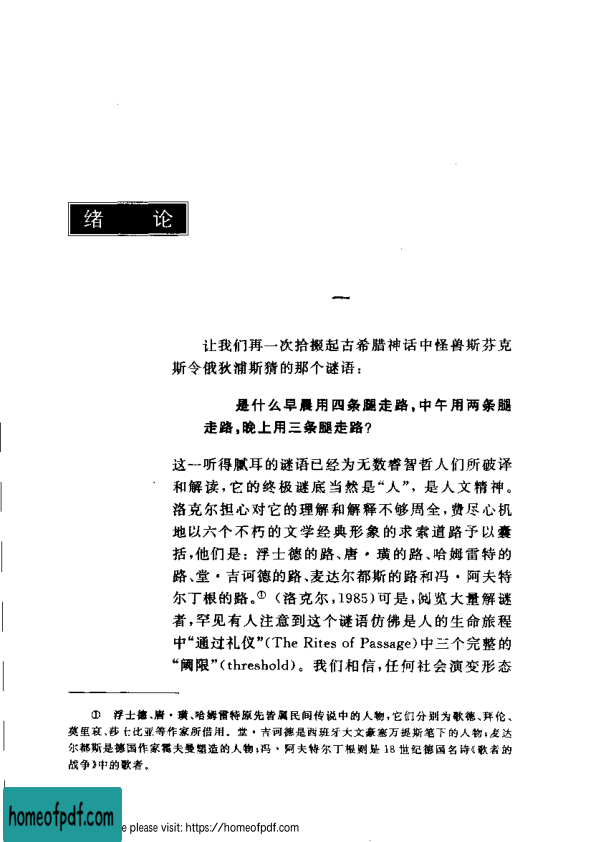 绪 论
一
让我们再一次拾掇起古希腊神话中怪兽斯芬克
斯令俄狄浦斯猜的那个谜语：
是什么早晨用四条腿走路，中午用两条腿
走路，晚上用三条腿走路？
这一听得腻耳的谜语已经为无数睿智哲人们所破译
和解读，它的终极谜底当然是“人”，是人文精神。
洛克尔担心对它的理解和解释不够周全，费尽心机
地以六个不朽的文学经典形象的求索道路予以囊
括，他们是：浮士德的路、唐·璜的路、哈姆雷特的
路、堂·吉诃德的路、麦达尔都斯的路和冯·阿夫特
尔丁根的路。①（洛克尔，1985）可是，阅览大量解谜
者，罕见有人注意到这个谜语仿佛是人的生命旅程
中“通过礼仪”(The Rites of Passage)中三个完整的
“阈限”(threshold)。我们相信，任何社会演变形态
① 浮士德、唐·璜、哈姆雷特原先皆属民间传说中的人物，它们分别为歌德、拜伦、
莫里哀、莎士比亚等作家所借用。堂·吉诃德是西班牙大文豪塞万提斯笔下的人物；麦达
尔都斯是德国作家霍夫曼塑造的人物；冯·阿夫特尔丁根则是18世纪德国名诗《歌者的
战争》中的歌者。
homeofpdf.com
e please visit: https://homeofpdf.com